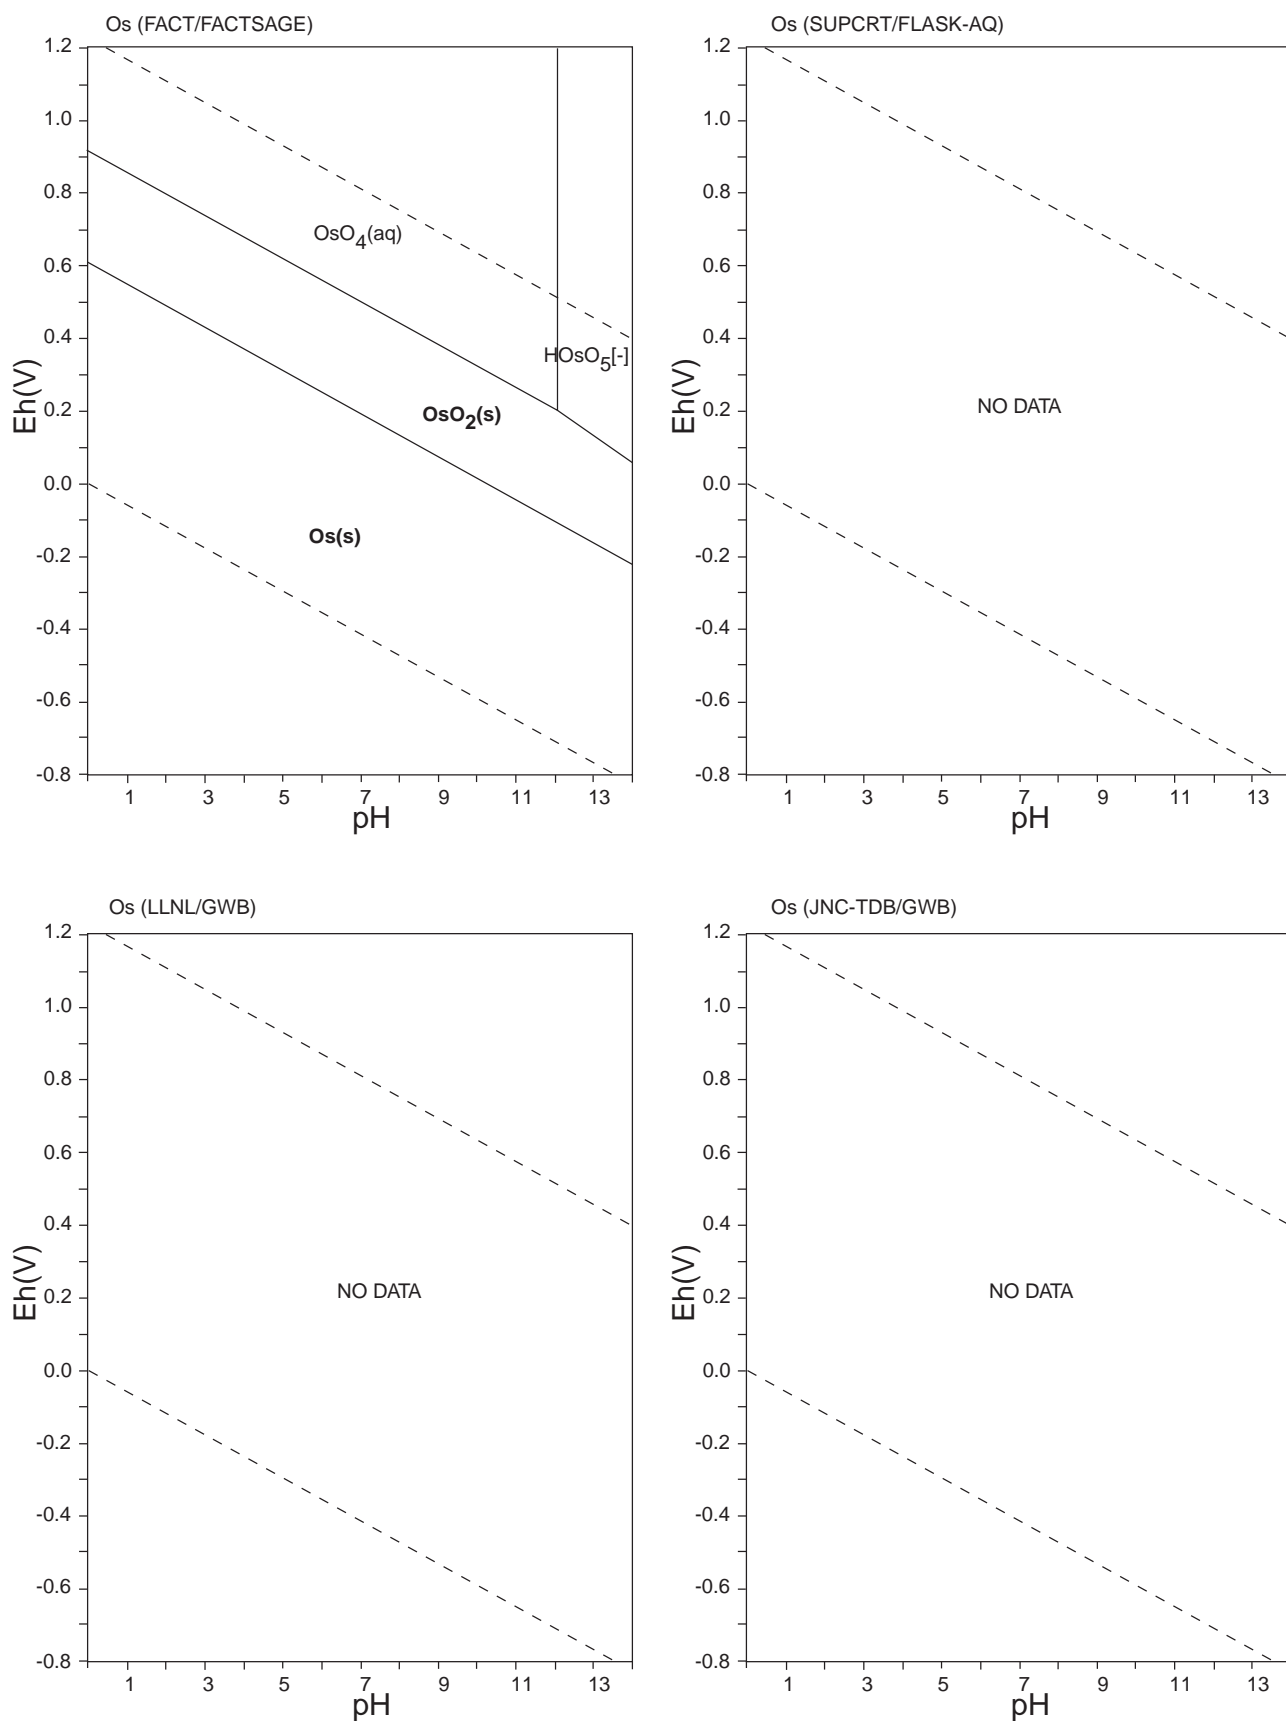 Os (FACT/FACTSAGE)
1.2
1.0
0.8
0.6
0.4
0.2
0.0
-0.2
-0.4
-0.6
-0.8
Eh(V)
OsO4(aq)
HOsO5[-]
OsO2(s)
Os(s)
1 3 5 7 9 11 13
pH
Os (SUPCRT/FLASK-AQ)
1.2
1.0
0.8
0.6
0.4
0.2
0.0
-0.2
-0.4
-0.6
-0.8
Eh(V)
NO DATA
1 3 5 7 9 11 13
pH
Os (LLNL/GWB)
1.2
1.0
0.8
0.6
0.4
0.2
0.0
-0.2
-0.4
-0.6
-0.8
Eh(V)
NO DATA
1 3 5 7 9 11 13
pH
Os (JNC-TDB/GWB)
1.2
1.0
0.8
0.6
0.4
0.2
0.0
-0.2
-0.4
-0.6
-0.8
Eh(V)
NO DATA
1 3 5 7 9 11 13
pH